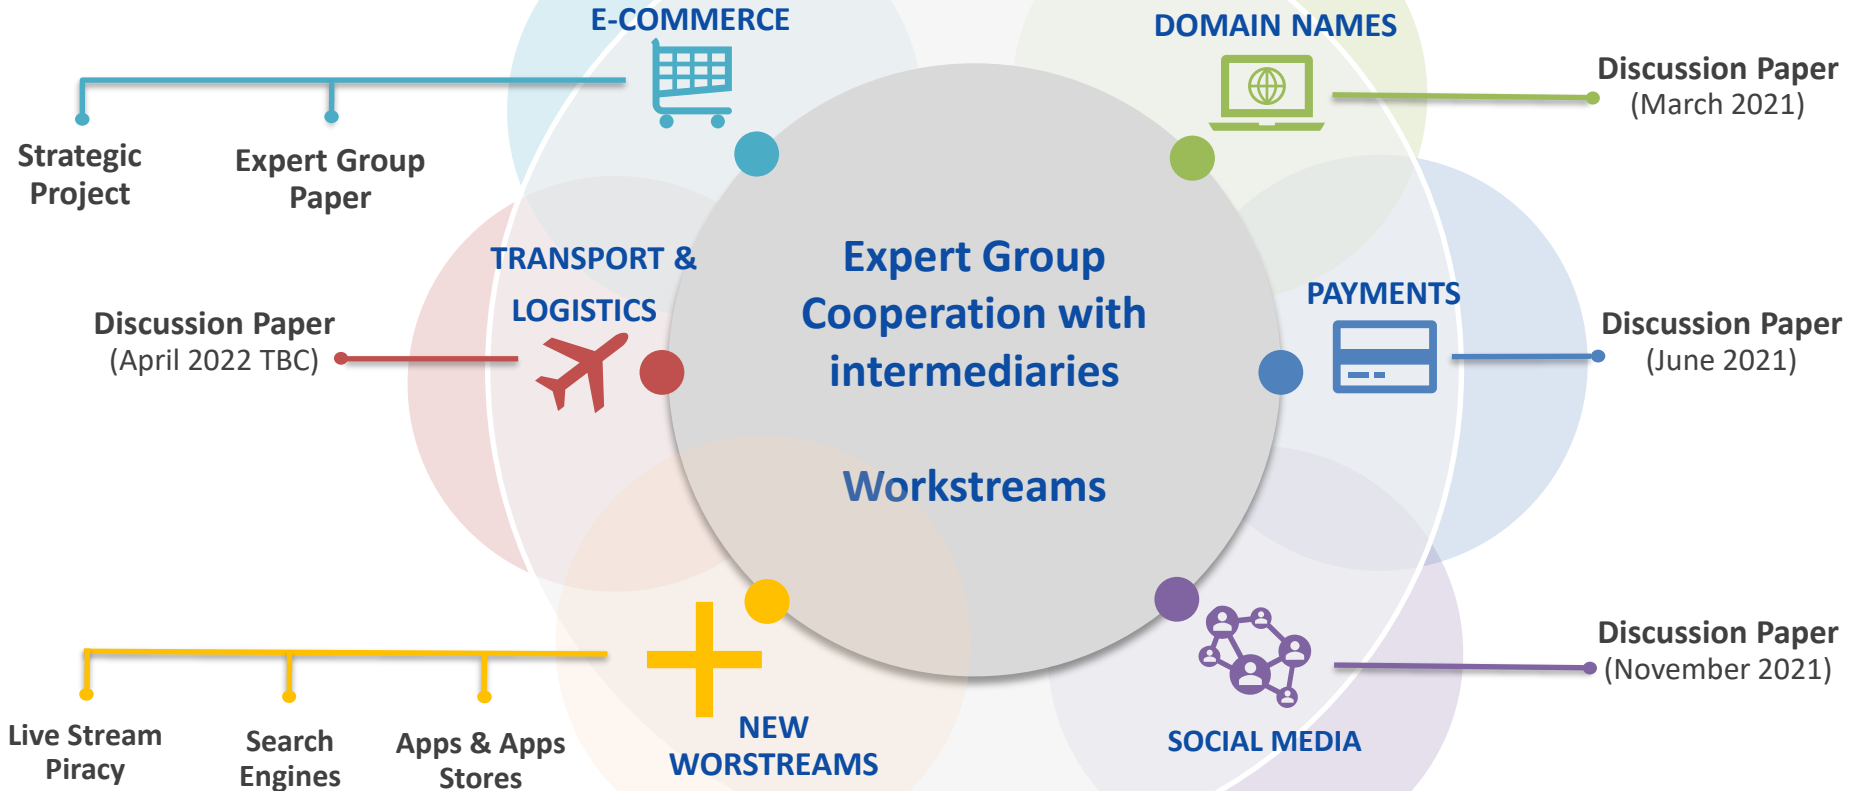 E-COMMERCE
DOMAIN NAMES
Strategic
Project
Expert Group
Paper
Discussion Paper
(March 2021)
TRANSPORT &
LOGISTICS
Discussion Paper
(April 2022 TBC)
Expert Group
Cooperation with
intermediaries
Workstreams
PAYMENTS
Discussion Paper
(June 2021)
Live Stream
Piracy
Search
Engines
Apps & Apps
Stores
NEW
WORSTREAMS
SOCIAL MEDIA
Discussion Paper
(November 2021)